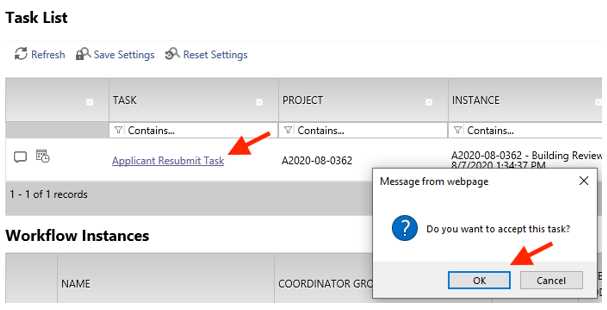 Task List
Refresh Save Settings Reset Settings
TASK PROJECT INSTANCE
Contains... Contains... Contains...
Applicant Resubmit Task A2020-08-0362 A2020-08-0362 - Building Review
8/7/2020 1:34:37 PM
1 - 1 of 1 records
Message from webpage
Do you want to accept this task?
OK Cancel
Workflow Instances
NAME COORDINATOR GRO